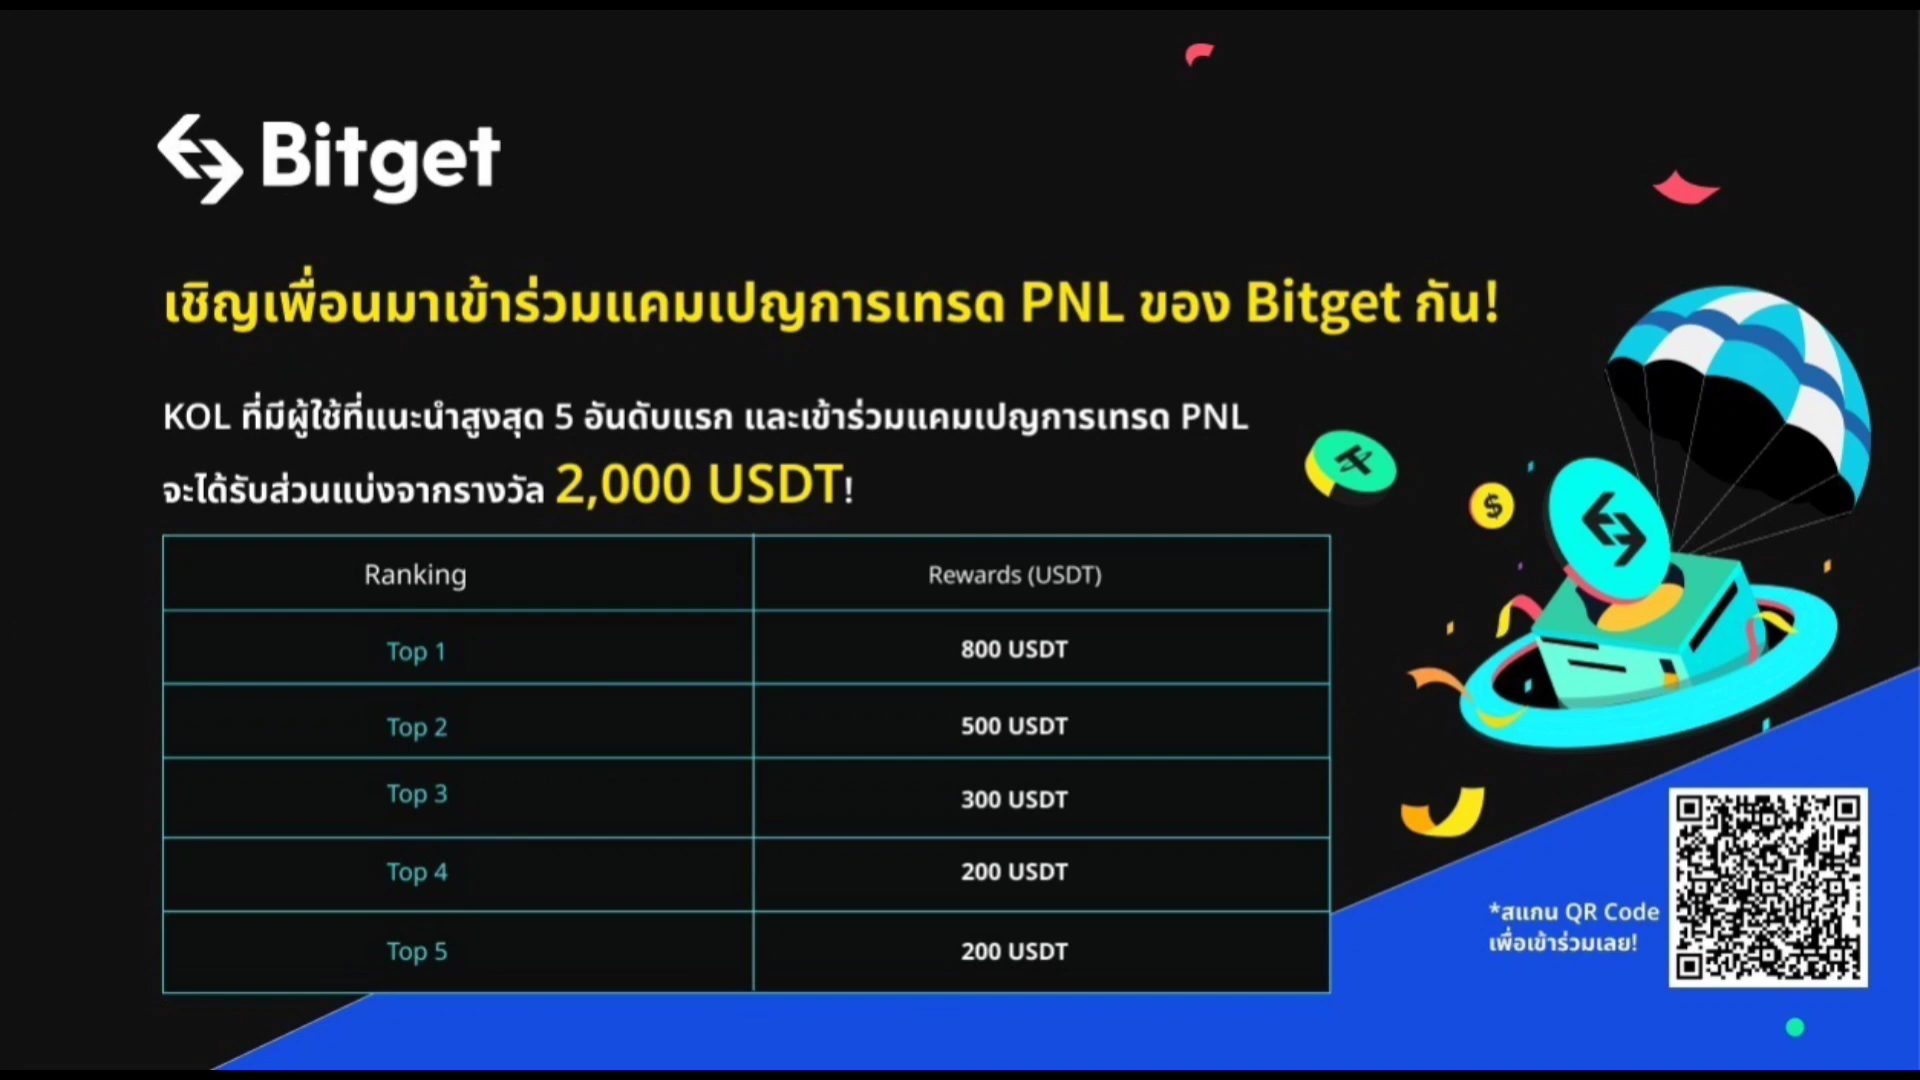 Bitget
เชิญเพื่อนมาเข้าร่วมแคมเปญการเทรด PNL ของ Bitget กัน!
KOL ที่มีผู้ใช้ที่แนะนำสูงสุด 5 อันดับแรก และเข้าร่วมแคมเปญการเทรด PNL
จะได้รับส่วนแบ่งจากรางวัล 2,000 USDT!
Ranking Rewards (USDT)
Top 1 800 USDT
Top 2 500 USDT
Top 3 300 USDT
Top 4 200 USDT
Top 5 200 USDT
*สแกน QR Code
เพื่อเข้าร่วมเลย!